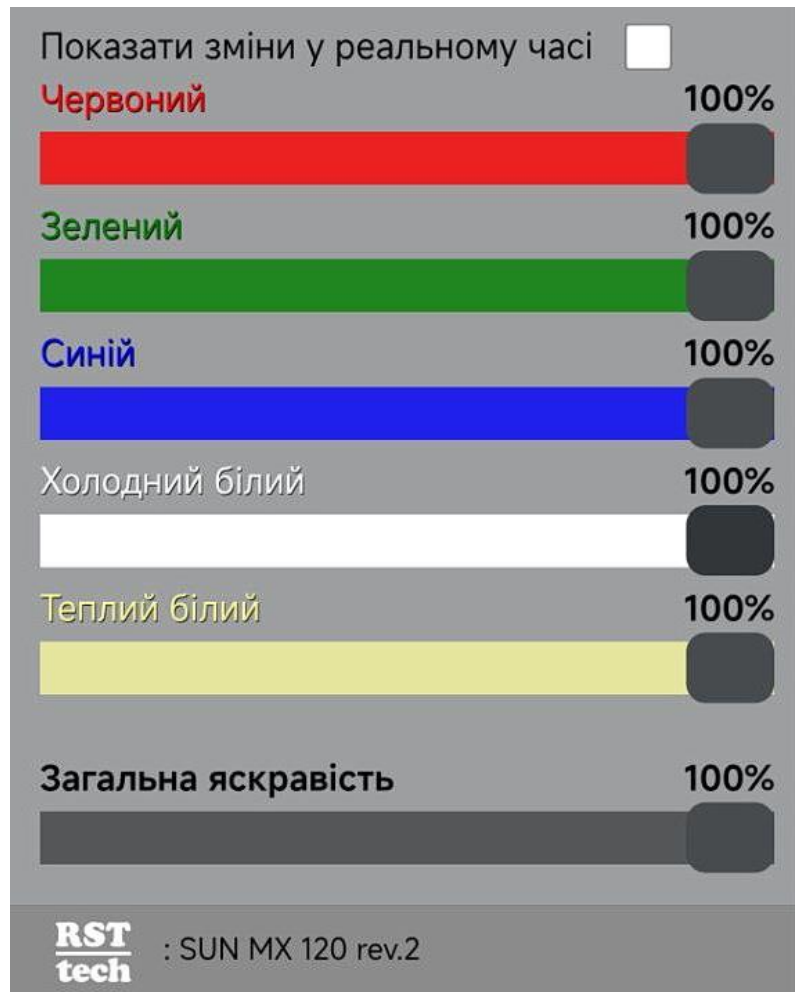 Показати зміни у реальному часі
Червоний 100%
Зелений 100%
Синій 100%
Холодний білий 100%
Теплий білий 100%
Загальна яскравість 100%
RST
tech : SUN MX 120 rev.2